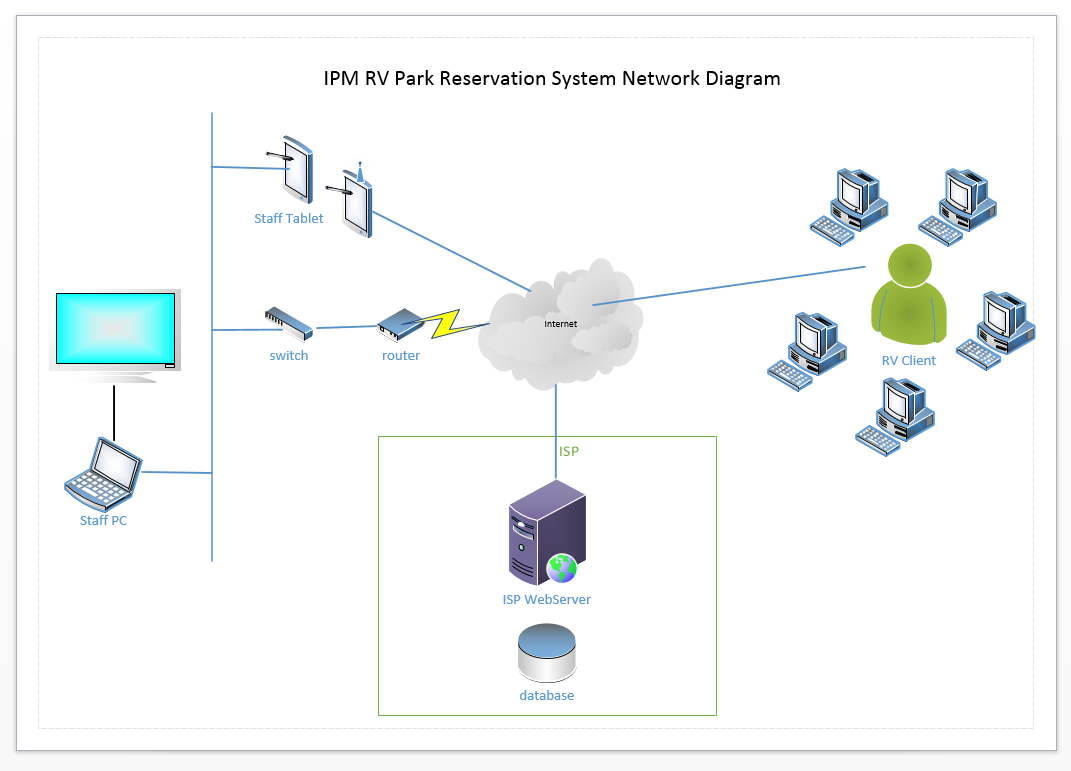 IPM RV Park Reservation System Network Diagram
Staff Tablet
Internet
switch
router
RV Client
ISP
Staff PC
ISP WebServer
database